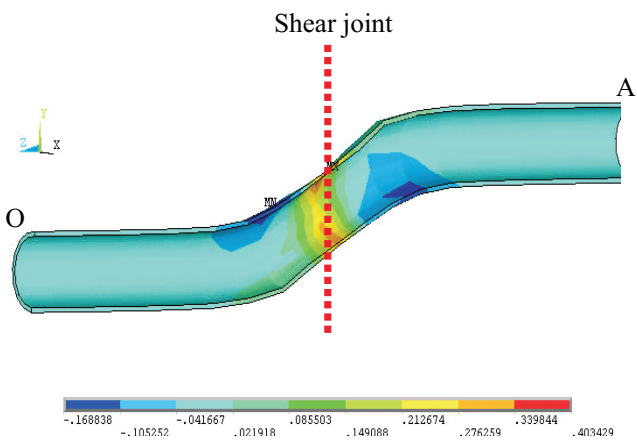 Shear joint
A
Y
Z X
MX
MN
O
-.168838 -.041667 .085503 .212674 .339844
-.105252 .021918 .149088 .276259 .403429